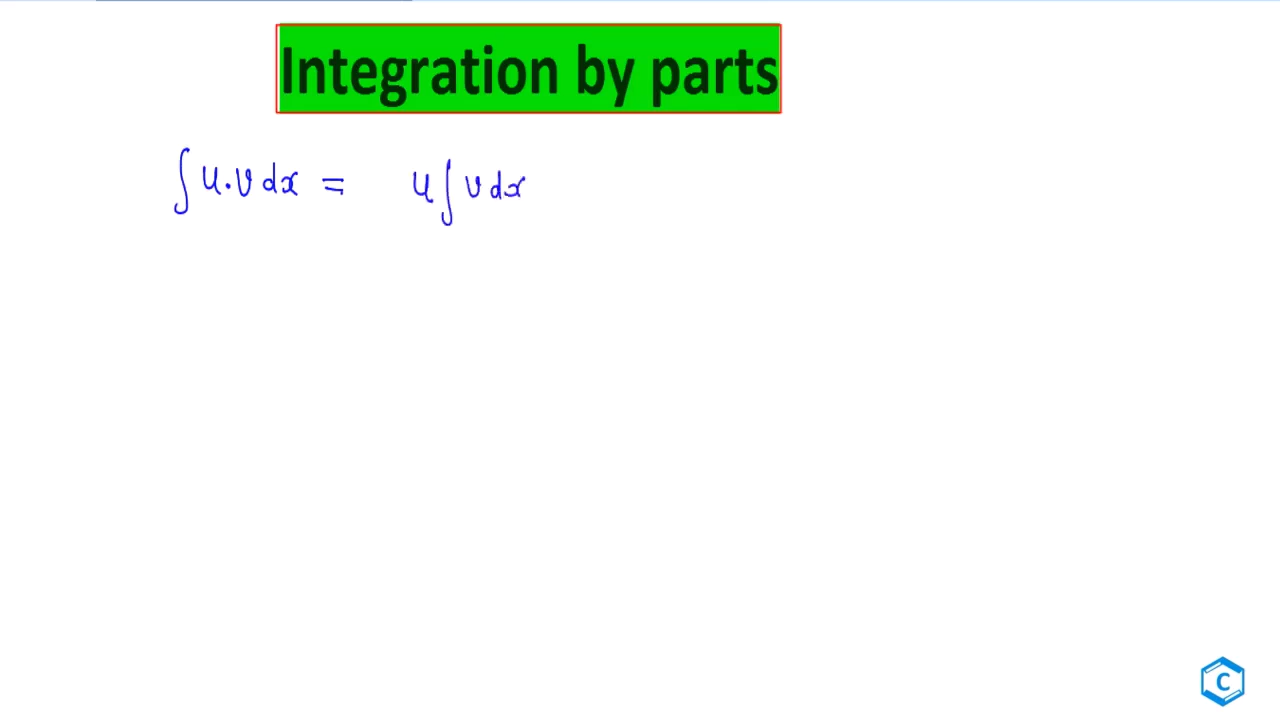 Integration by parts
∫ u.v dx = u ∫ v dx
C